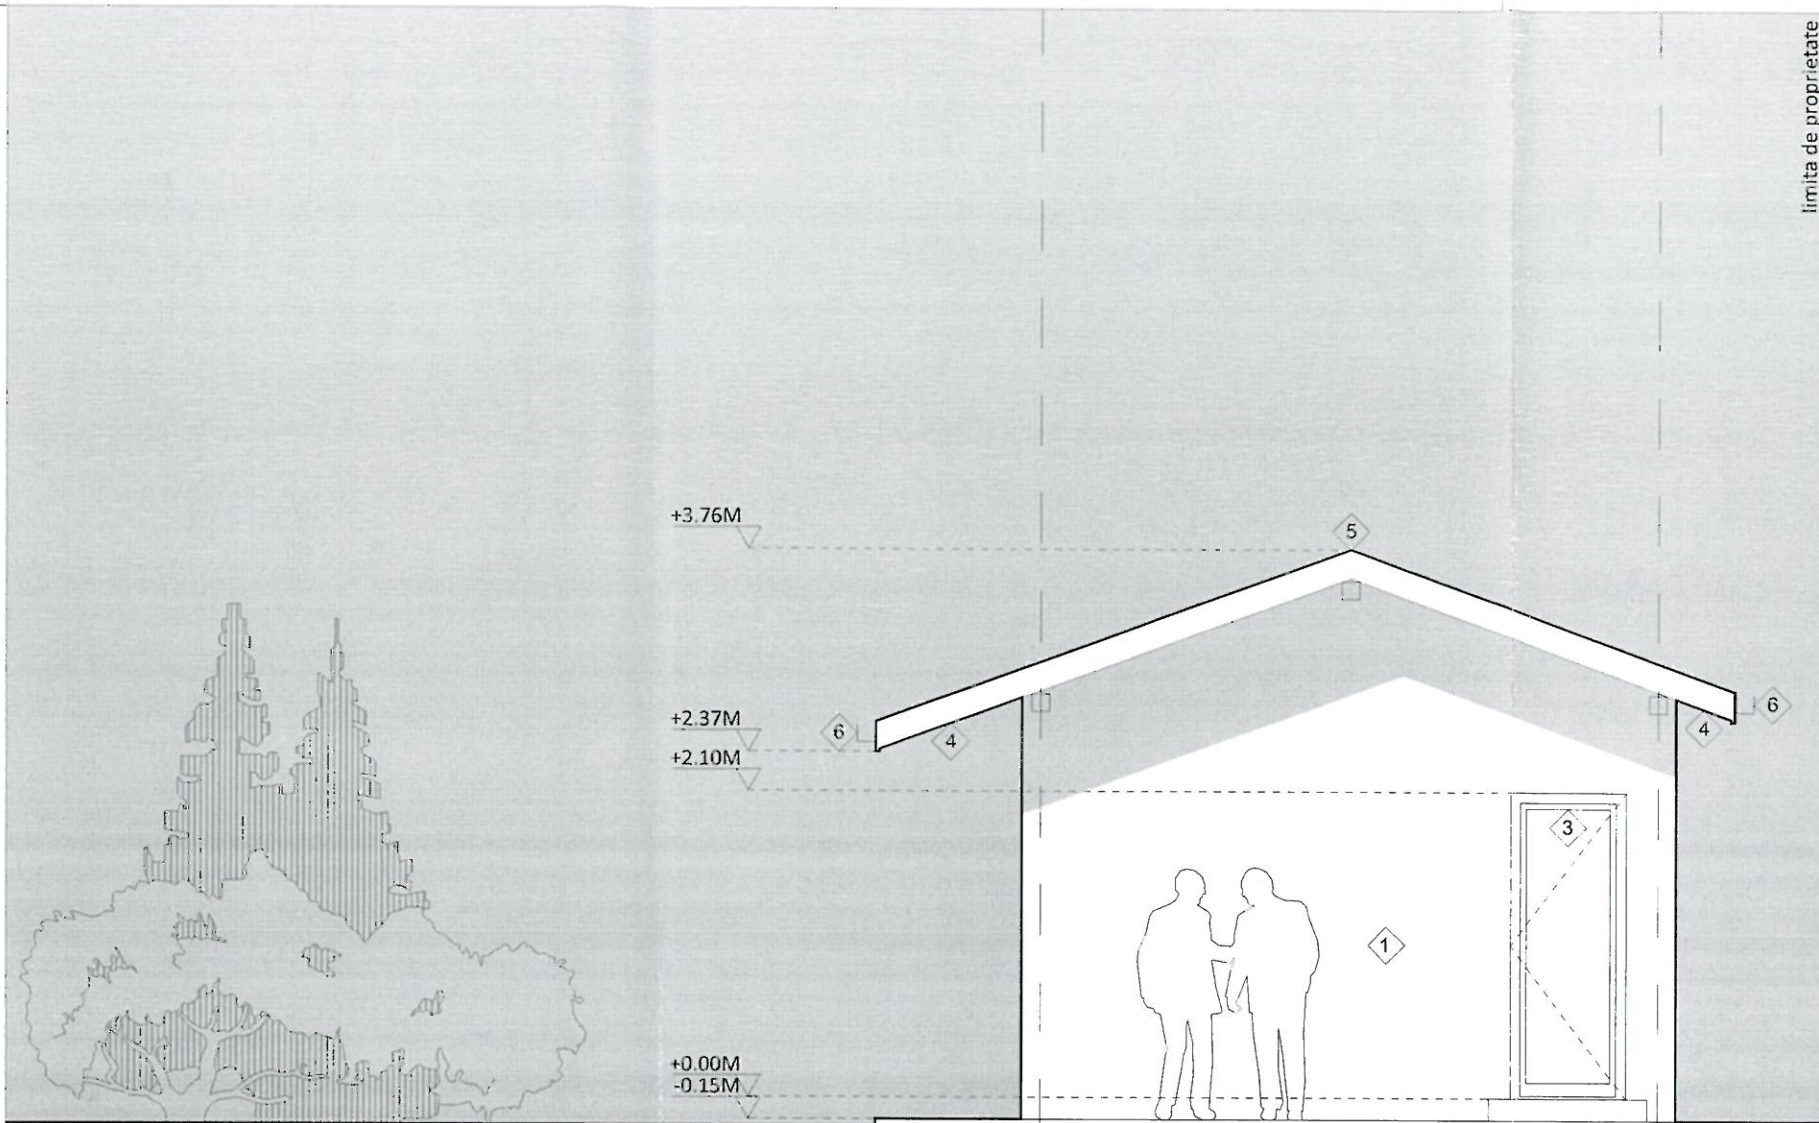 limita de proprietate
+3.76M
5
+2.37M
6
4
4
6
+2.10M
3
1
+0.00M
-0.15M